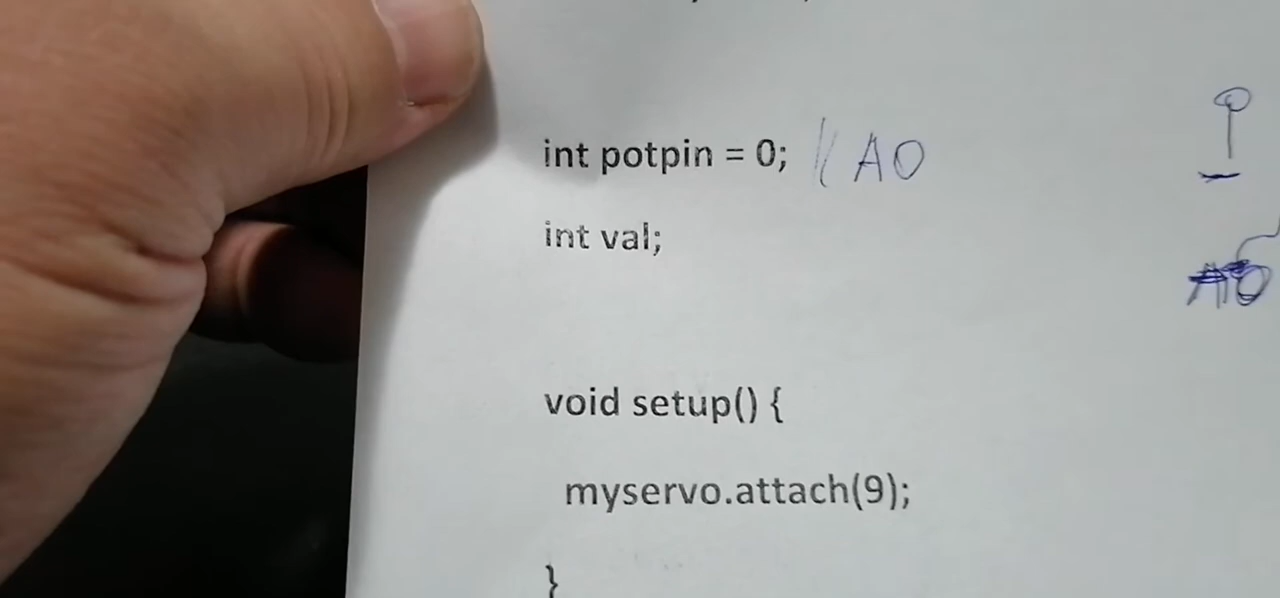 int potpin = 0; // A0
int val;
void setup() {
myservo.attach(9);
}